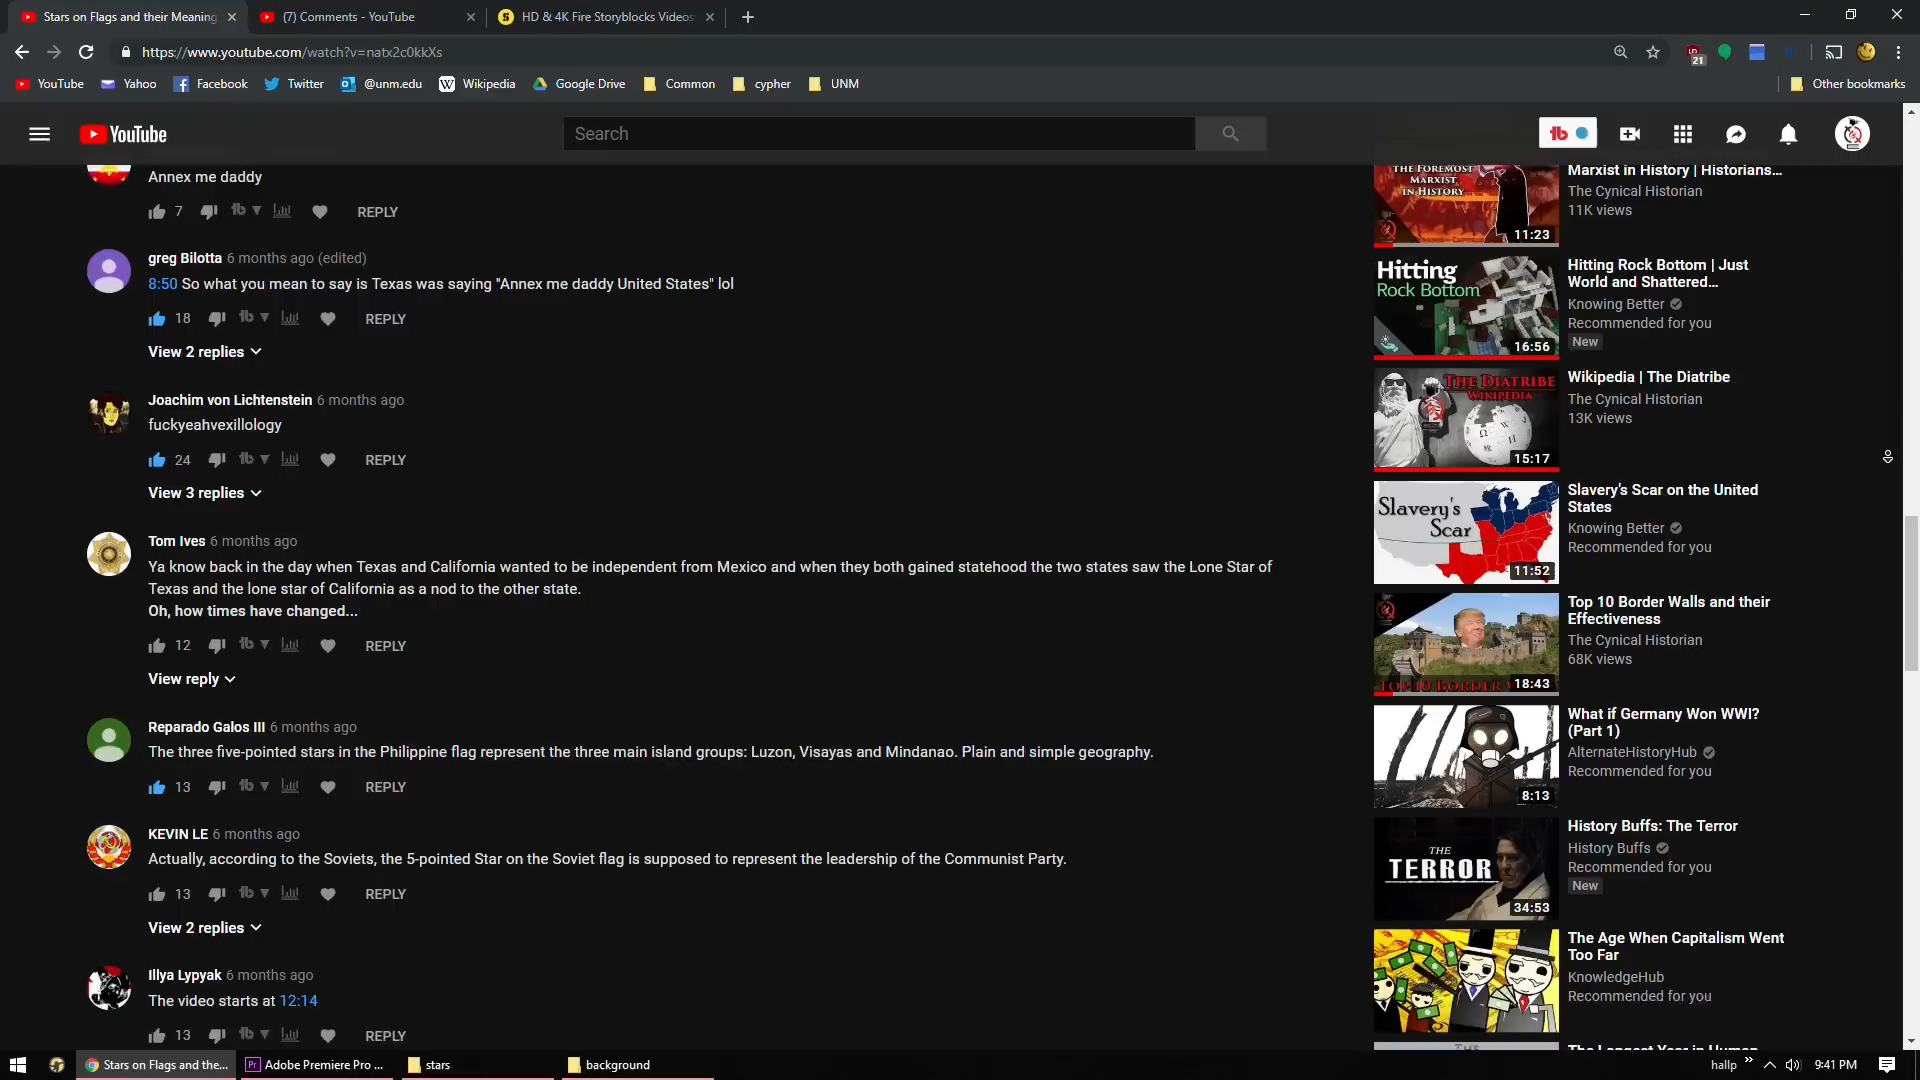 Stars on Flags and their Meaning
(7) Comments - YouTube
HD & 4K Fire Storyblocks Videos
https://www.youtube.com/watch?v=natx2c0kkXs
21
YouTube
Yahoo
Facebook
Twitter
@unm.edu
Wikipedia
Google Drive
Common
cypher
UNM
Other bookmarks
YouTube
Search
Annex me daddy
7
REPLY
greg Bilotta 6 months ago (edited)
8:50 So what you mean to say is Texas was saying "Annex me daddy United States" lol
18
REPLY
View 2 replies
Joachim von Lichtenstein 6 months ago
fuckyeahvexillology
24
REPLY
View 3 replies
Tom Ives 6 months ago
Ya know back in the day when Texas and California wanted to be independent from Mexico and when they both gained statehood the two states saw the Lone Star of
Texas and the lone star of California as a nod to the other state.
Oh, how times have changed...
12
REPLY
View reply
Reparado Galos III 6 months ago
The three five-pointed stars in the Philippine flag represent the three main island groups: Luzon, Visayas and Mindanao. Plain and simple geography.
13
REPLY
KEVIN LE 6 months ago
Actually, according to the Soviets, the 5-pointed Star on the Soviet flag is supposed to represent the leadership of the Communist Party.
13
REPLY
View 2 replies
Illya Lypyak 6 months ago
The video starts at 12:14
13
REPLY
THE FOREMOST
MARXIST
IN HISTORY
11:23
Marxist in History | Historians...
The Cynical Historian
11K views
Hitting
Rock Bottom
16:56
Hitting Rock Bottom | Just
World and Shattered...
Knowing Better
Recommended for you
New
THE DIATRIBE
WIKIPEDIA
15:17
Wikipedia | The Diatribe
The Cynical Historian
13K views
Slavery's
Scar
11:52
Slavery's Scar on the United
States
Knowing Better
Recommended for you
TOP 10 BORDER W
18:43
Top 10 Border Walls and their
Effectiveness
The Cynical Historian
68K views
8:13
What if Germany Won WWI?
(Part 1)
AlternateHistoryHub
Recommended for you
THE
TERROR
34:53
History Buffs: The Terror
History Buffs
Recommended for you
New
The Age When Capitalism Went
Too Far
KnowledgeHub
Recommended for you
THE
The Longest Year in Human
Stars on Flags and the...
Adobe Premiere Pro ...
stars
background
hallp
9:41 PM